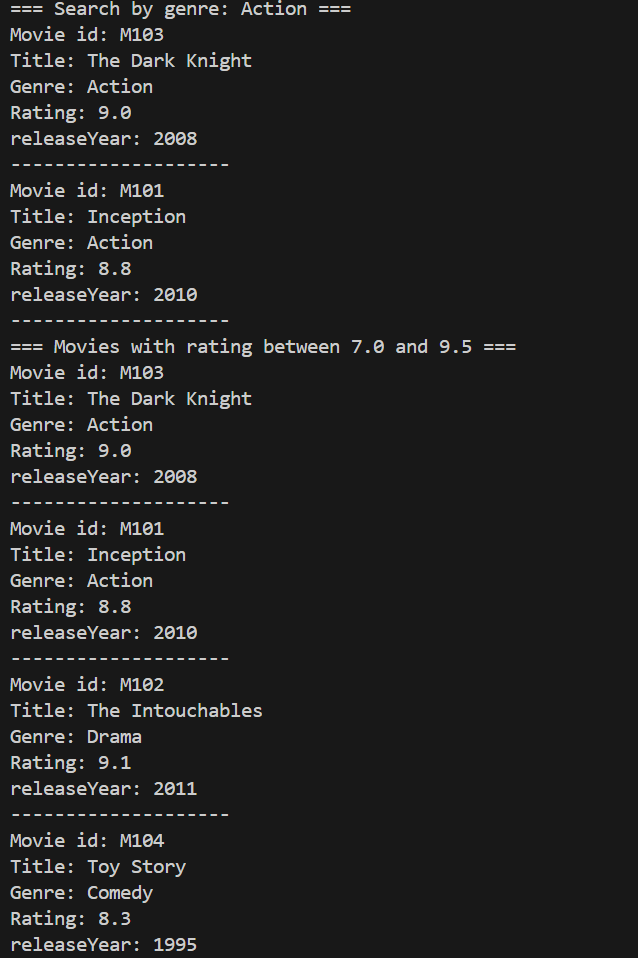 === Search by genre: Action ===
Movie id: M103
Title: The Dark Knight
Genre: Action
Rating: 9.0
releaseYear: 2008
--------------------
Movie id: M101
Title: Inception
Genre: Action
Rating: 8.8
releaseYear: 2010
--------------------
=== Movies with rating between 7.0 and 9.5 ===
Movie id: M103
Title: The Dark Knight
Genre: Action
Rating: 9.0
releaseYear: 2008
--------------------
Movie id: M101
Title: Inception
Genre: Action
Rating: 8.8
releaseYear: 2010
--------------------
Movie id: M102
Title: The Intouchables
Genre: Drama
Rating: 9.1
releaseYear: 2011
--------------------
Movie id: M104
Title: Toy Story
Genre: Comedy
Rating: 8.3
releaseYear: 1995